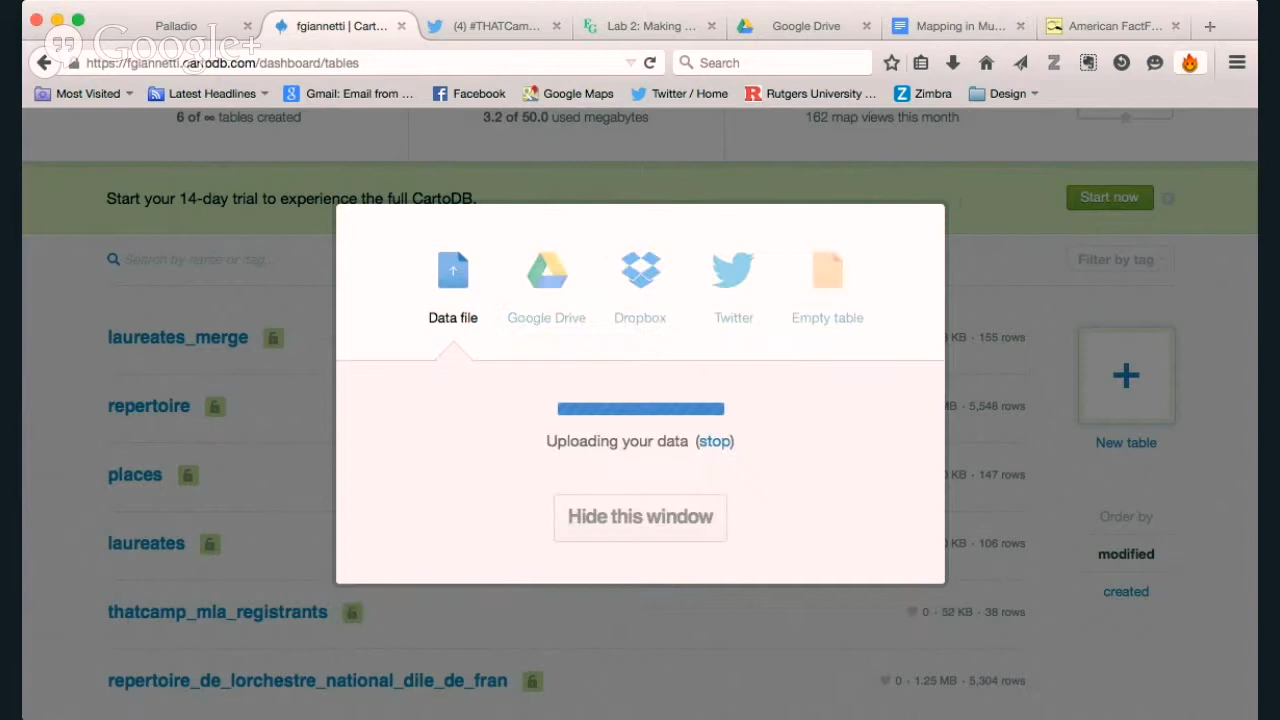 Google+
Palladio
fgiannetti | Cart...
(4) #THATCam...
Lab 2: Making ...
Google Drive
Mapping in Mu...
American FactF...
https://fgiannetti.cartodb.com/dashboard/tables
Search
Most Visited
Latest Headlines
Gmail: Email from ...
Facebook
Google Maps
Twitter / Home
Rutgers University ...
Zimbra
Design
6 of ∞ tables created
3.2 of 50.0 used megabytes
162 map views this month
Start your 14-day trial to experience the full CartoDB.
Start now
Search by name or tag...
Filter by tag
Data file
Google Drive
Dropbox
Twitter
Empty table
laureates_merge
KB · 155 rows
repertoire
MB · 5,548 rows
Uploading your data (stop)
New table
places
KB · 147 rows
Hide this window
Order by
laureates
KB · 106 rows
modified
created
thatcamp_mla_registrants
0 · 52 KB · 38 rows
repertoire_de_lorchestre_national_dile_de_fran
0 · 1.25 MB · 5,304 rows